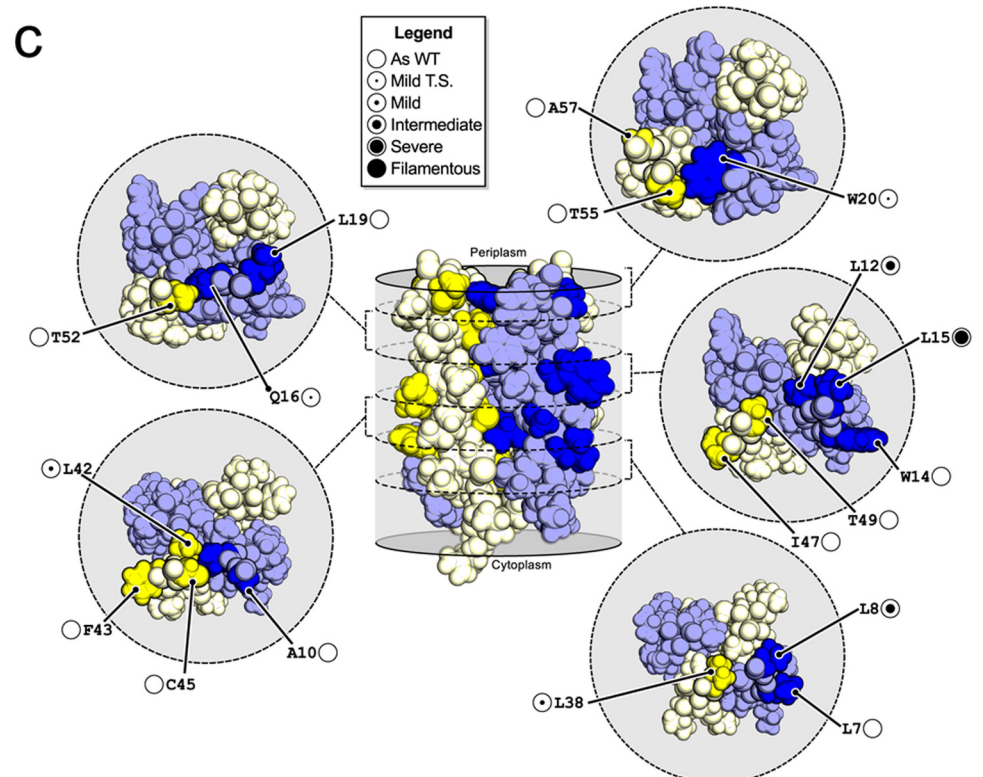 C
Legend
As WT
Mild T.S.
Mild
Intermediate
Severe
Filamentous
A57
T55
W20
L19
T52
Q16
Periplasm
Cytoplasm
L12
L15
W14
T49
I47
L42
F43
C45
A10
L8
L38
L7